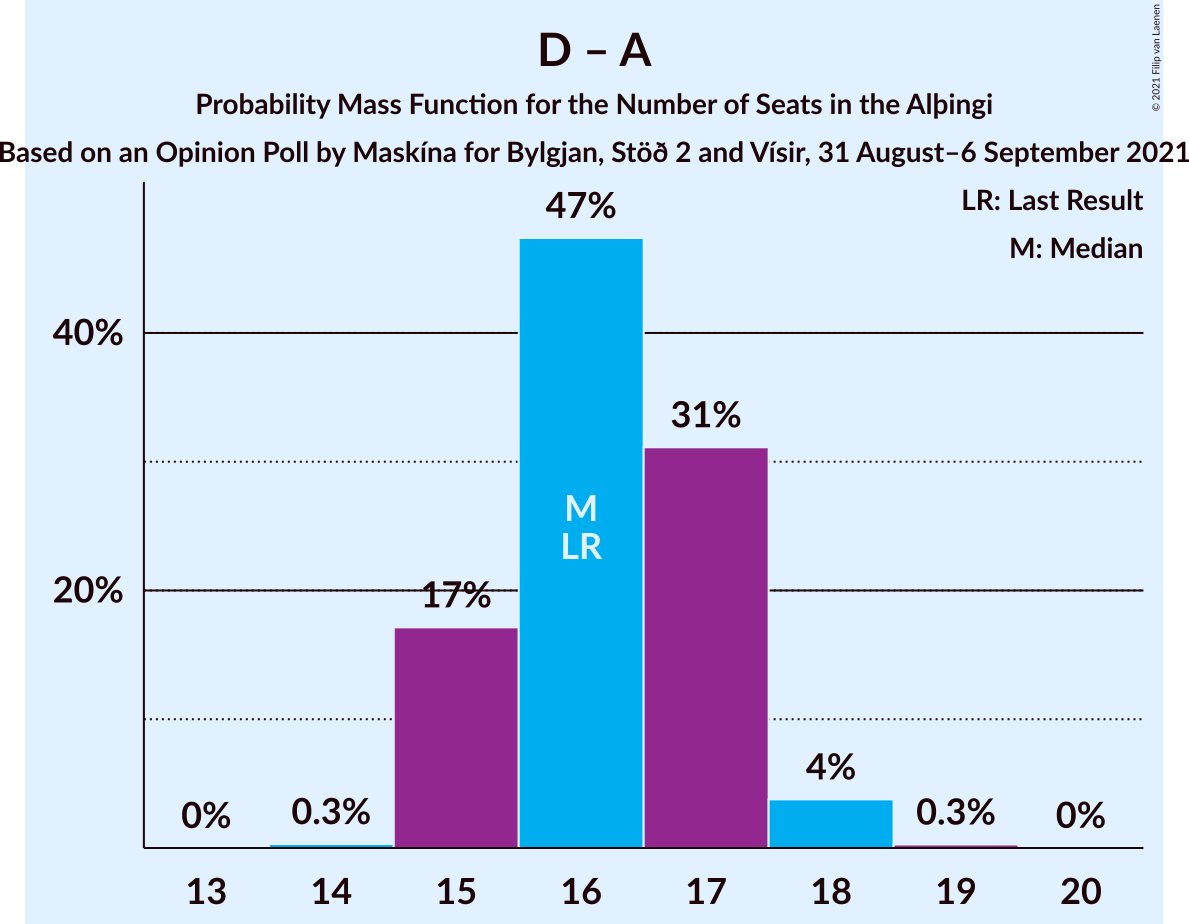 D – A
Probability Mass Function for the Number of Seats in the Alþingi
Based on an Opinion Poll by Maskína for Bylgjan, Stöð 2 and Vísir, 31 August–6 September 2021
© 2021 Filip van Laenen
LR: Last Result
M: Median
47%
40%
31%
M
LR
20%
17%
4%
0%
0.3%
0.3%
0%
13 14 15 16 17 18 19 20